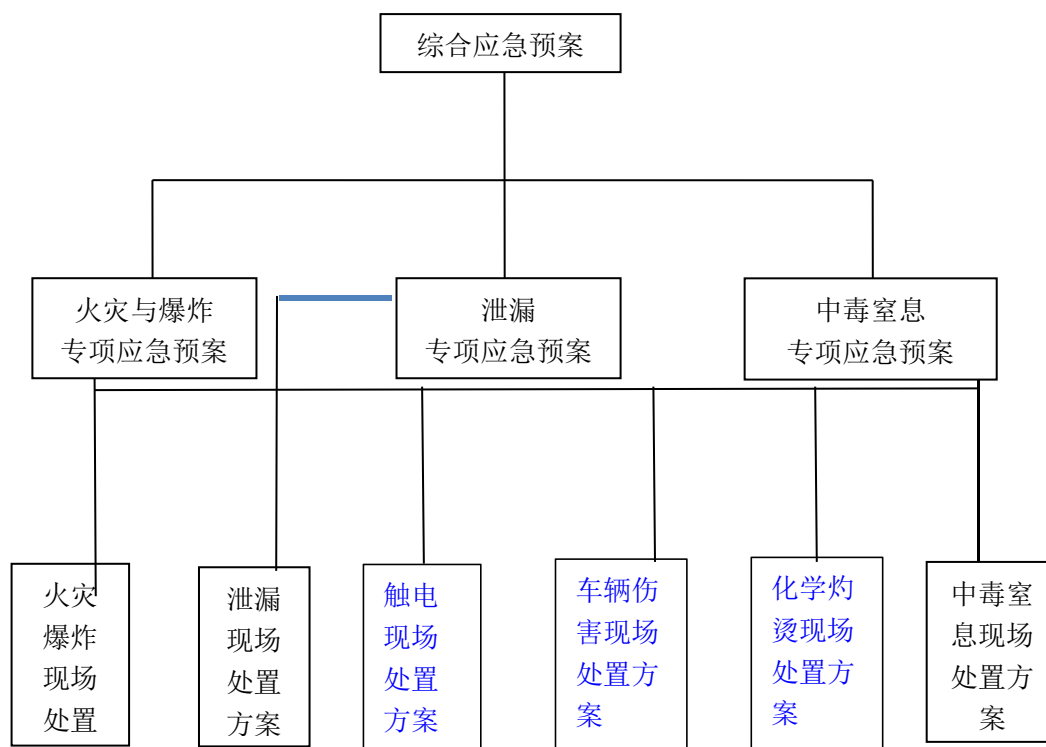 综合应急预案
火灾与爆炸
专项应急预案
泄漏
专项应急预案
中毒窒息
专项应急预案
火灾
爆炸
现场
处置
泄漏
现场
处置
方案
触电
现场
处置
方案
车辆伤
害现场
处置方
案
化学灼
烫现场
处置方
案
中毒窒
息现场
处置方
案